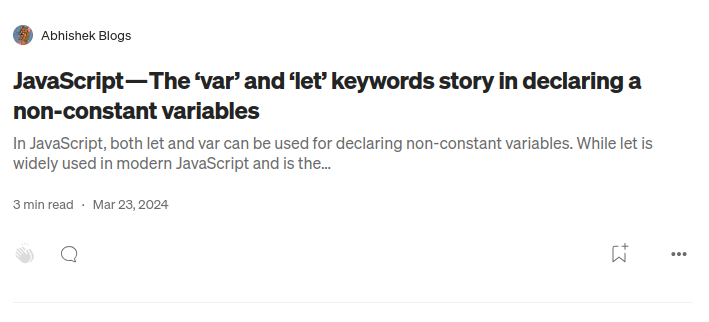 Abhishek Blogs
JavaScript — The ‘var’ and ‘let’ keywords story in declaring a
non-constant variables
In JavaScript, both let and var can be used for declaring non-constant variables. While let is
widely used in modern JavaScript and is the…
3 min read · Mar 23, 2024